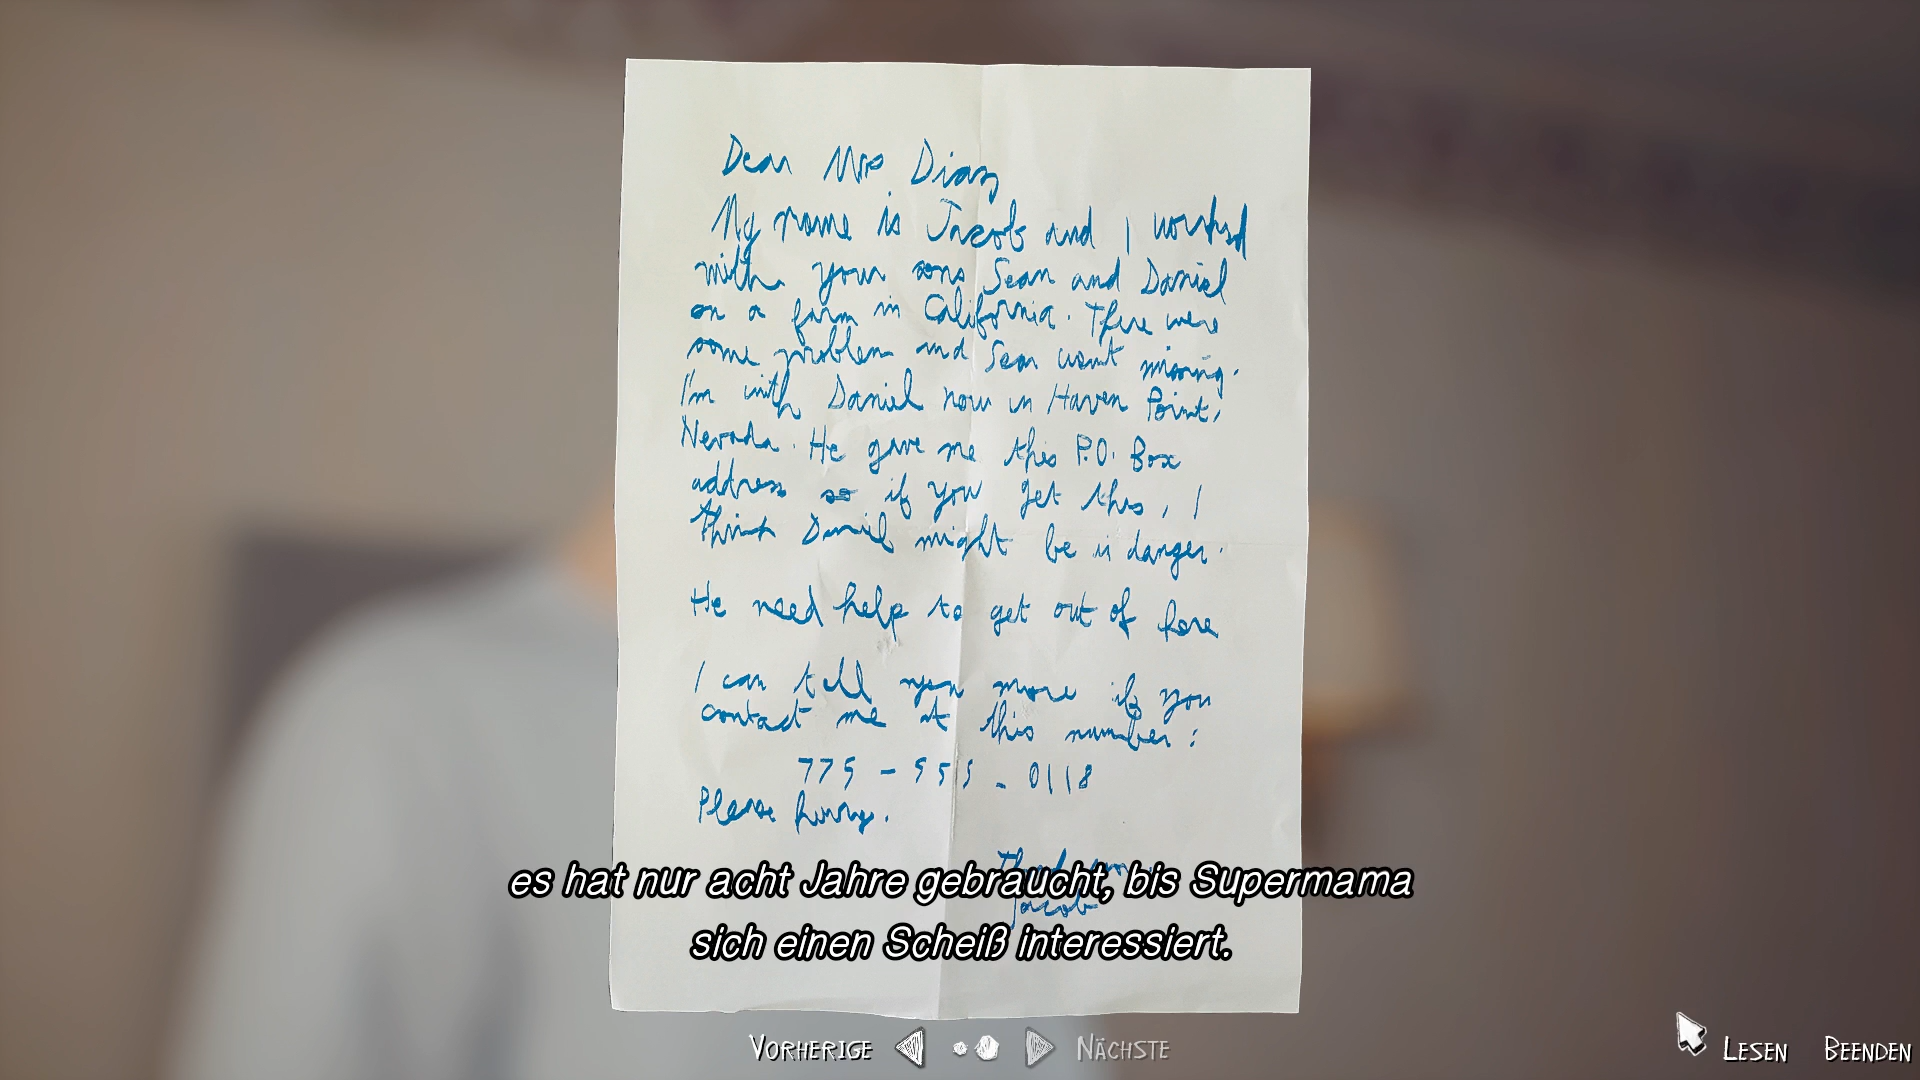 Dear Mrs Diaz
My name is Jacob and I worked
with your sons Sean and Daniel
on a farm in California. There were
some problem and Sean went missing.
I'm with Daniel now in Haven Point,
Nevada. He gave me this P.O. Box
address so if you get this, I
think Daniel might be in danger.
He need help to get out of here
I can tell you more if you
contact me at this number:
775-555-0118
Please hurry.
Jacob
es hat nur acht Jahre gebraucht, bis Supermama
sich einen Scheiß interessiert.
VORHERIGE NÄCHSTE LESEN BEENDEN